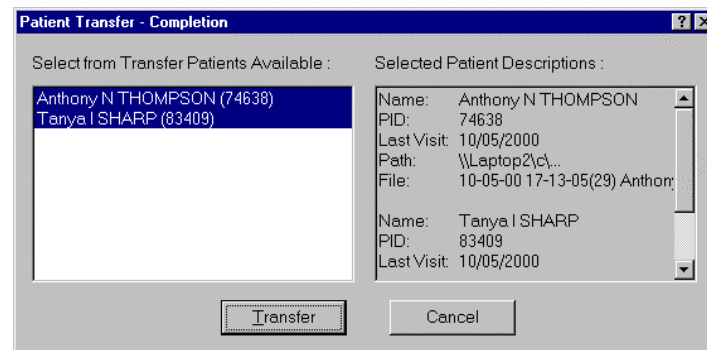 Patient Transfer - Completion
Select from Transfer Patients Available :
Anthony N THOMPSON (74638)
Tanya I SHARP (83409)
Selected Patient Descriptions :
Name: Anthony N THOMPSON
PID: 74638
Last Visit: 10/05/2000
Path: \\Laptop2\c\...
File: 10-05-00 17-13-05(29) Anthon
Name: Tanya I SHARP
PID: 83409
Last Visit: 10/05/2000
Transfer
Cancel